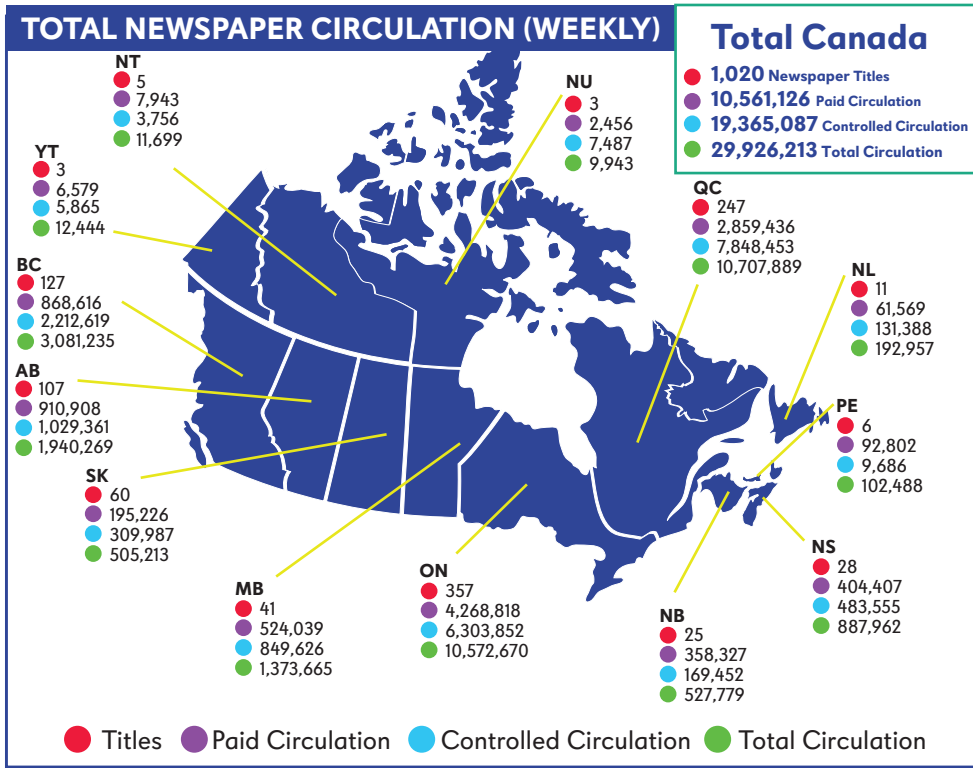 TOTAL NEWSPAPER CIRCULATION (WEEKLY)
Total Canada
1,020 Newspaper Titles
10,561,126 Paid Circulation
19,365,087 Controlled Circulation
29,926,213 Total Circulation
NT
5
7,943
3,756
11,699
NU
3
2,456
7,487
9,943
YT
3
6,579
5,865
12,444
QC
247
2,859,436
7,848,453
10,707,889
BC
127
868,616
2,212,619
3,081,235
NL
11
61,569
131,388
192,957
AB
107
910,908
1,029,361
1,940,269
PE
6
92,802
9,686
102,488
SK
60
195,226
309,987
505,213
NS
28
404,407
483,555
887,962
MB
41
524,039
849,626
1,373,665
ON
357
4,268,818
6,303,852
10,572,670
NB
25
358,327
169,452
527,779
Titles
Paid Circulation
Controlled Circulation
Total Circulation